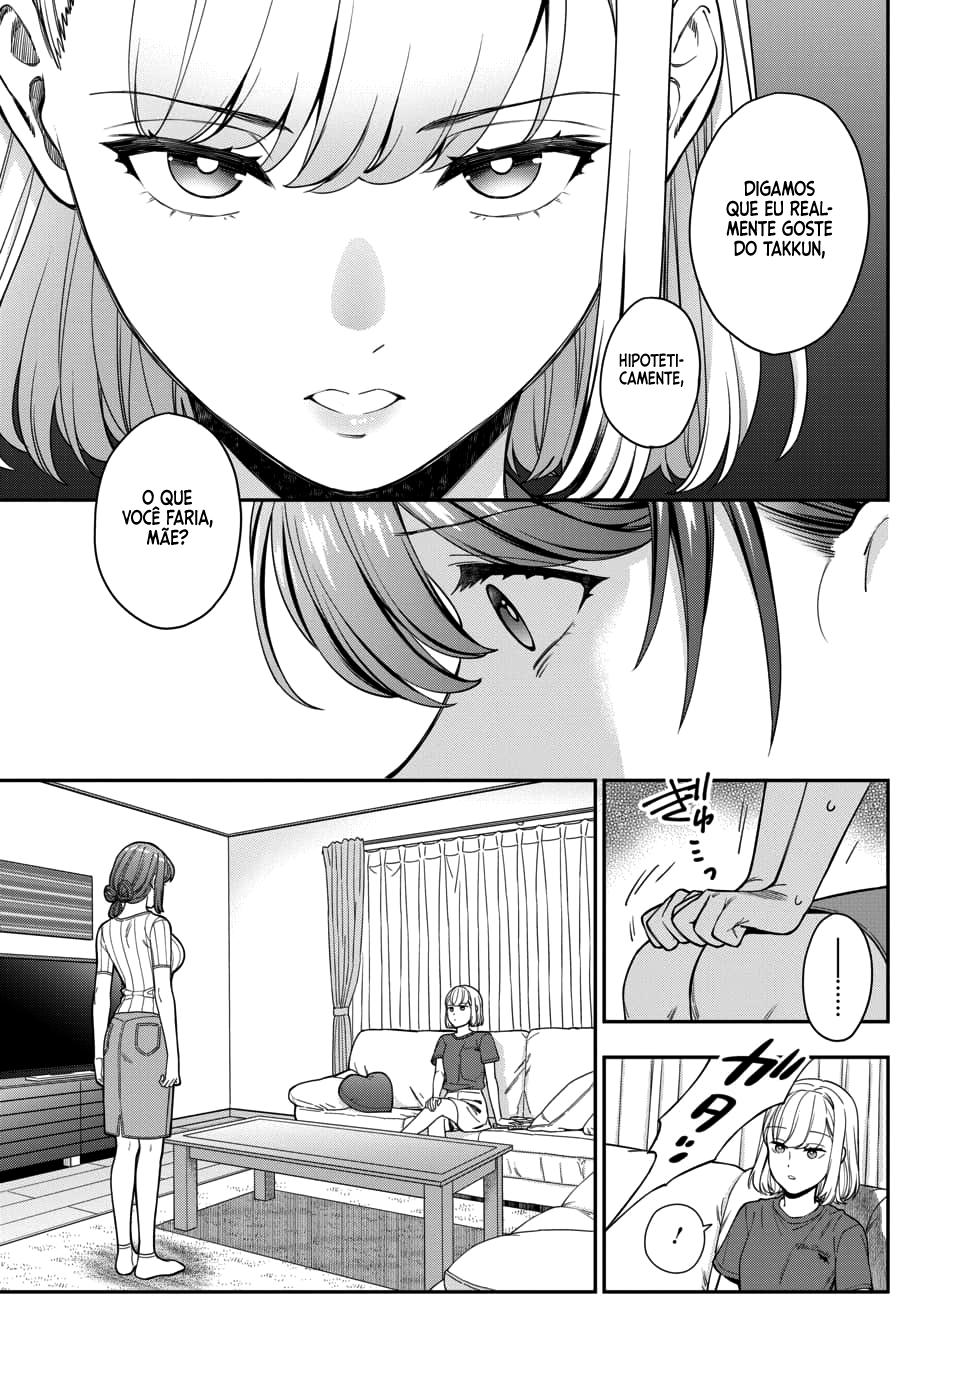 DIGAMOS
QUE EU REAL-
MENTE GOSTE
DO TAKKUN,
HIPOTETI-
CAMENTE,
O QUE
VOCÊ FARIA,
MÃE?
ぎゅ
………
ガタッ
!